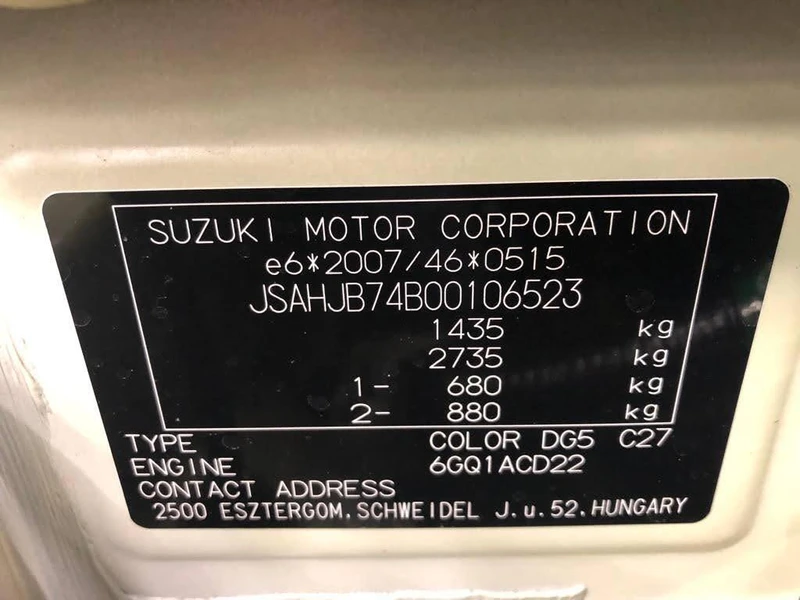 SUZUKI MOTOR CORPORATION
e6*2007/46*0515
JSAHJB74B00106523
1435 kg
2735 kg
1- 680 kg
2- 880 kg
TYPE COLOR DG5 C27
ENGINE 6GQ1ACD22
CONTACT ADDRESS
2500 ESZTERGOM.SCHWEIDEL J.u.52.HUNGARY